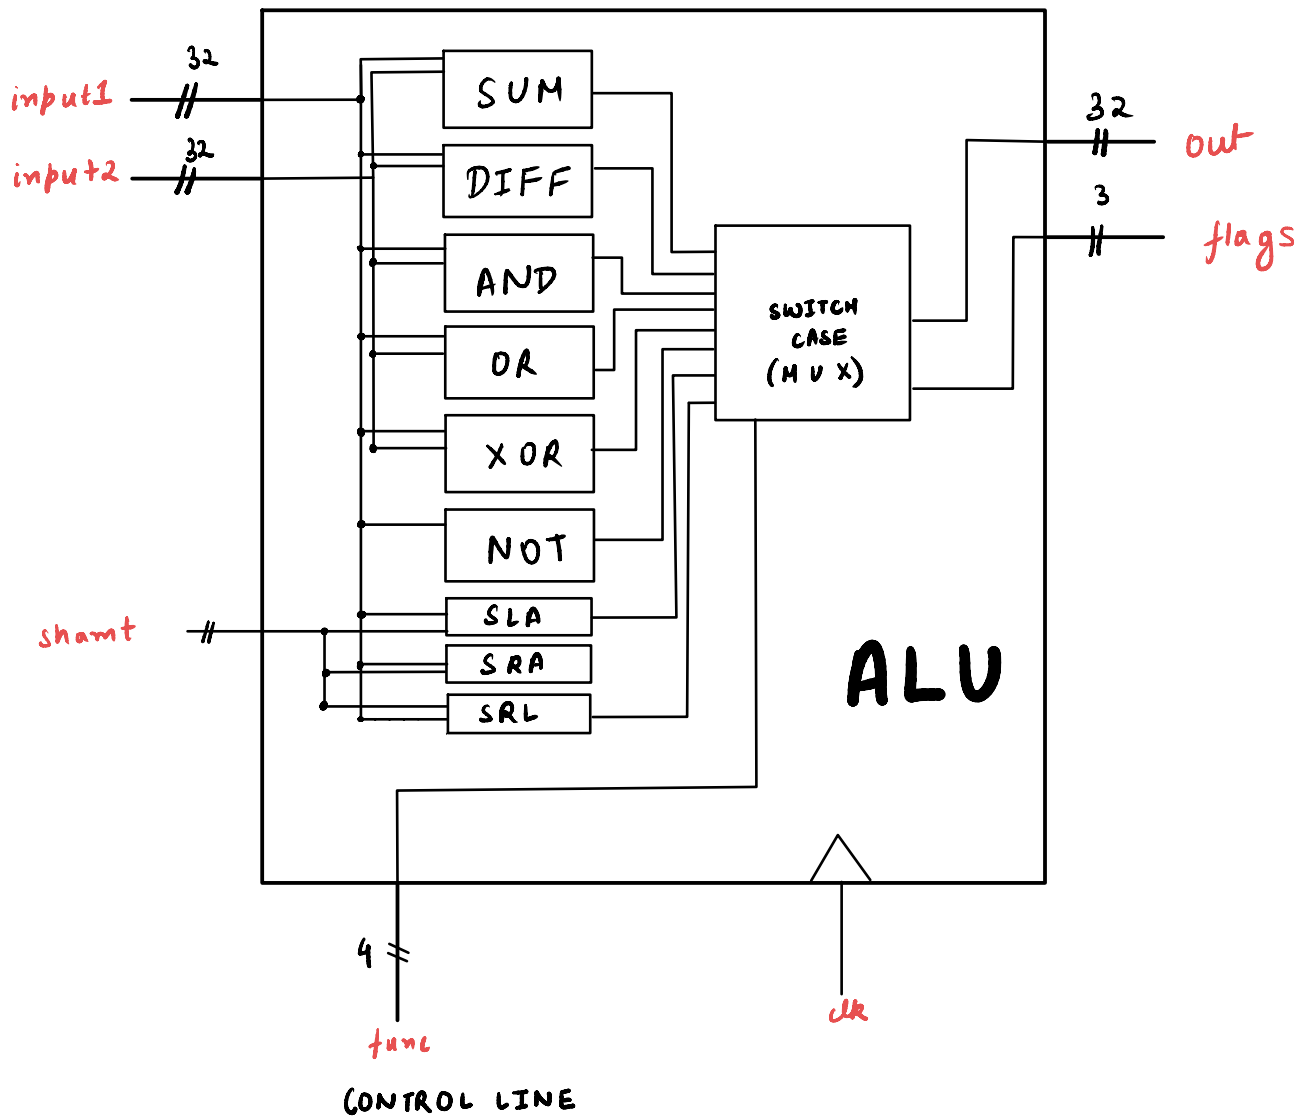 32
input1
32
input2
SUM
DIFF
AND
OR
XOR
NOT
SLA
SRA
SRL
shamt
SWITCH
CASE
(MUX)
32
out
3
flags
ALU
4
func
clk
CONTROL LINE